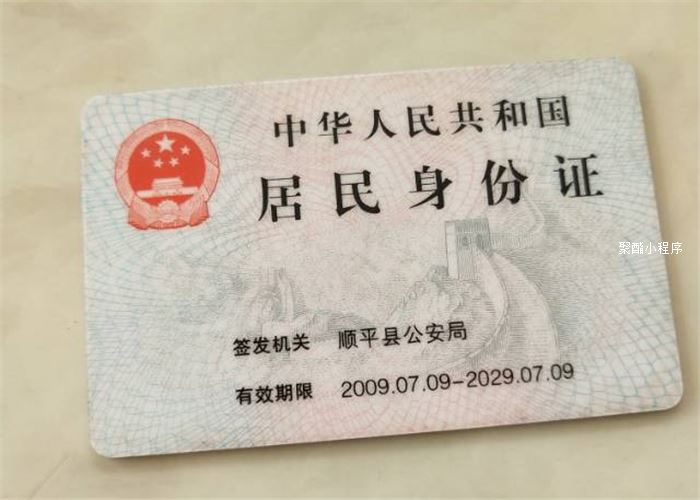 中华人民共和国
居民身份证
聚酷小程序
签发机关 顺平县公安局
有效期限 2009.07.09-2029.07.09